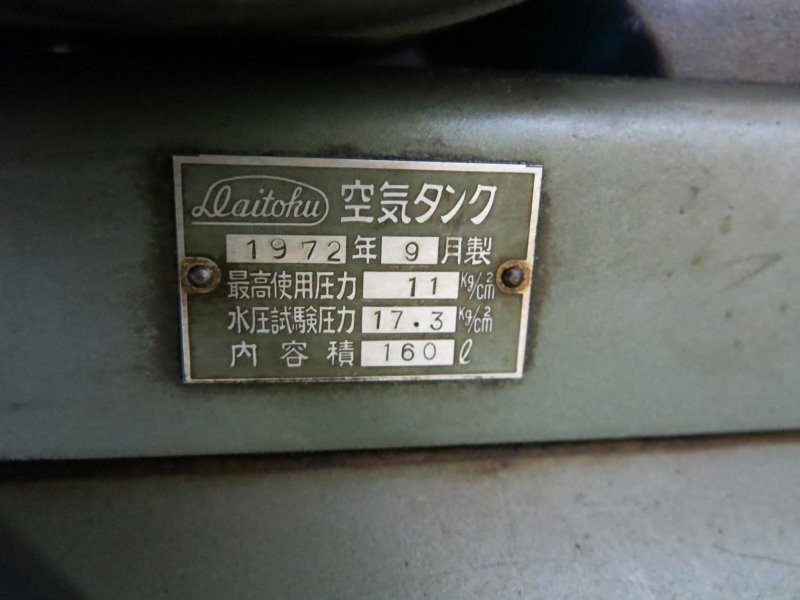 Daitoku 空気タンク
1972年9月製
最高使用圧力 11 Kg/cm²
水圧試験圧力 17.3 Kg/cm²
内容積 160 ℓ